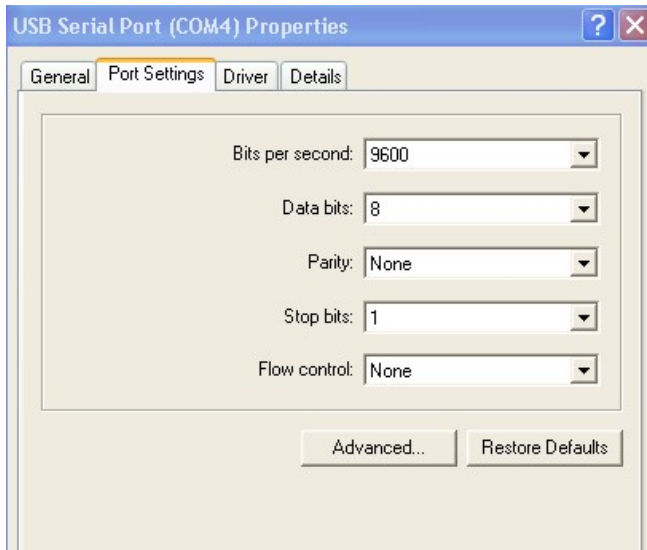 USB Serial Port (COM4) Properties
General Port Settings Driver Details
Bits per second: 9600
Data bits: 8
Parity: None
Stop bits: 1
Flow control: None
Advanced... Restore Defaults